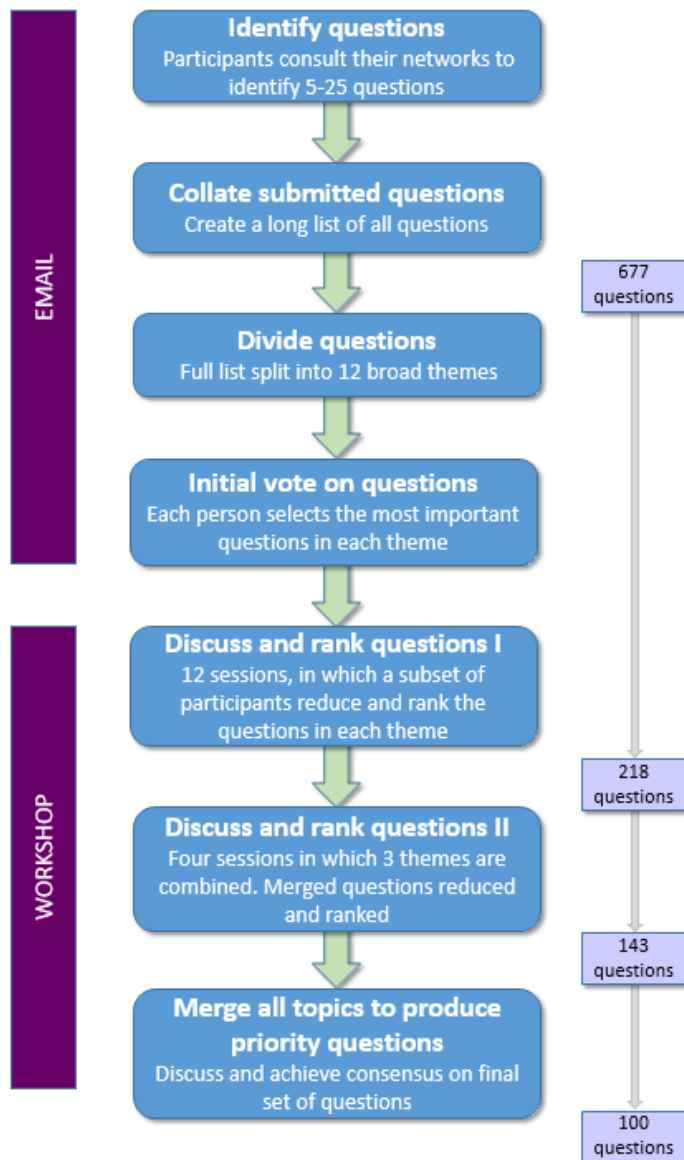 EMAIL
Identify questions
Participants consult their networks to
identify 5-25 questions
Collate submitted questions
Create a long list of all questions
677
questions
Divide questions
Full list split into 12 broad themes
Initial vote on questions
Each person selects the most important
questions in each theme
WORKSHOP
Discuss and rank questions I
12 sessions, in which a subset of
participants reduce and rank the
questions in each theme
218
questions
Discuss and rank questions II
Four sessions in which 3 themes are
combined. Merged questions reduced
and ranked
143
questions
Merge all topics to produce
priority questions
Discuss and achieve consensus on final
set of questions
100
questions